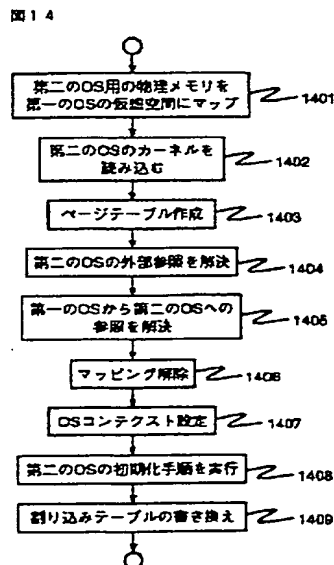 図14
第二のOS用の物理メモリを
第一のOSの仮想空間にマップ
1401
第二のOSのカーネルを
読み込む
1402
ページテーブル作成
1403
第二のOSの外部参照を解決
1404
第一のOSから第二のOSへの
参照を解決
1405
マッピング解除
1406
OSコンテクスト設定
1407
第二のOSの初期化手順を実行
1408
割り込みテーブルの書き換え
1409